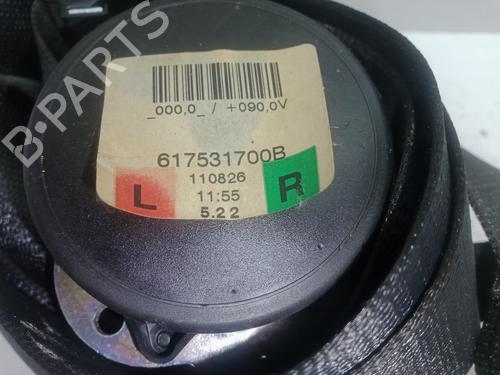 B-PARTS
_000,0_ / +090,0V
617531700B
L 110826 R
11:55
5.22